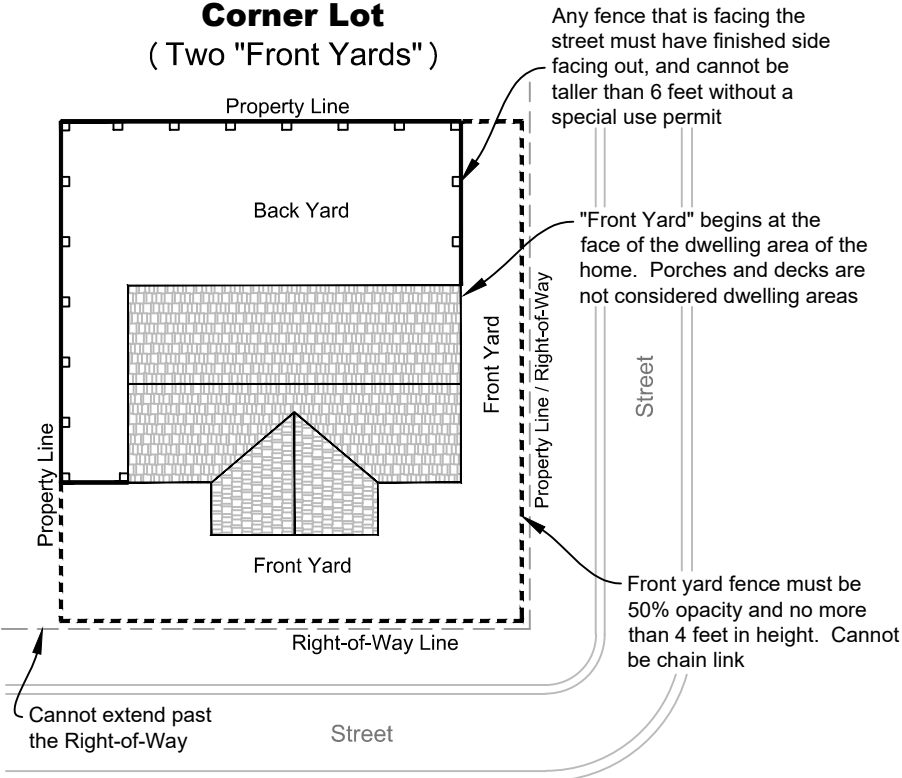 Corner Lot
( Two "Front Yards" )
Any fence that is facing the
street must have finished side
facing out, and cannot be
taller than 6 feet without a
special use permit
Property Line
Back Yard
"Front Yard" begins at the
face of the dwelling area of the
home.  Porches and decks are
not considered dwelling areas
Front Yard
Property Line / Right-of-Way
Street
Property Line
Front Yard
Front yard fence must be
50% opacity and no more
than 4 feet in height.  Cannot
be chain link
Right-of-Way Line
Cannot extend past
the Right-of-Way
Street